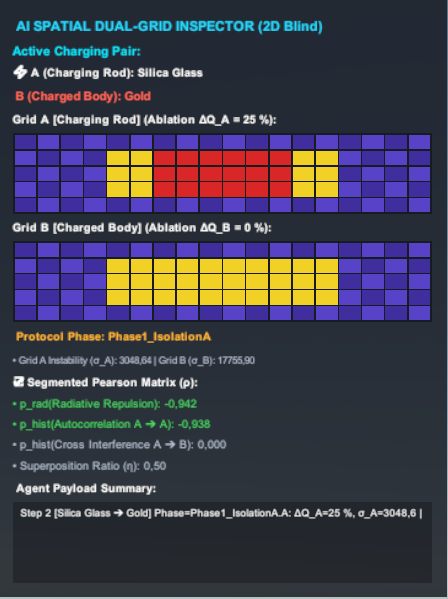 AI SPATIAL DUAL-GRID INSPECTOR (2D Blind)
Active Charging Pair:
A (Charging Rod): Silica Glass
B (Charged Body): Gold
Grid A [Charging Rod] (Ablation ΔQ_A = 25 %):
Grid B [Charged Body] (Ablation ΔQ_B = 0 %):
Protocol Phase: Phase1_IsolationA
• Grid A Instability (σ_A): 3048,64 | Grid B (σ_B): 17755,90
Segmented Pearson Matrix (ρ):
• ρ_rad(Radiative Repulsion): -0,942
• ρ_hist(Autocorrelation A ➔ A): -0,938
• ρ_hist(Cross Interference A ➔ B): 0,000
• Superposition Ratio (η): 0,50
Agent Payload Summary:
Step 2 [Silica Glass ➔ Gold] Phase=Phase1_IsolationA.A: ΔQ_A=25 %, σ_A=3048,6 |